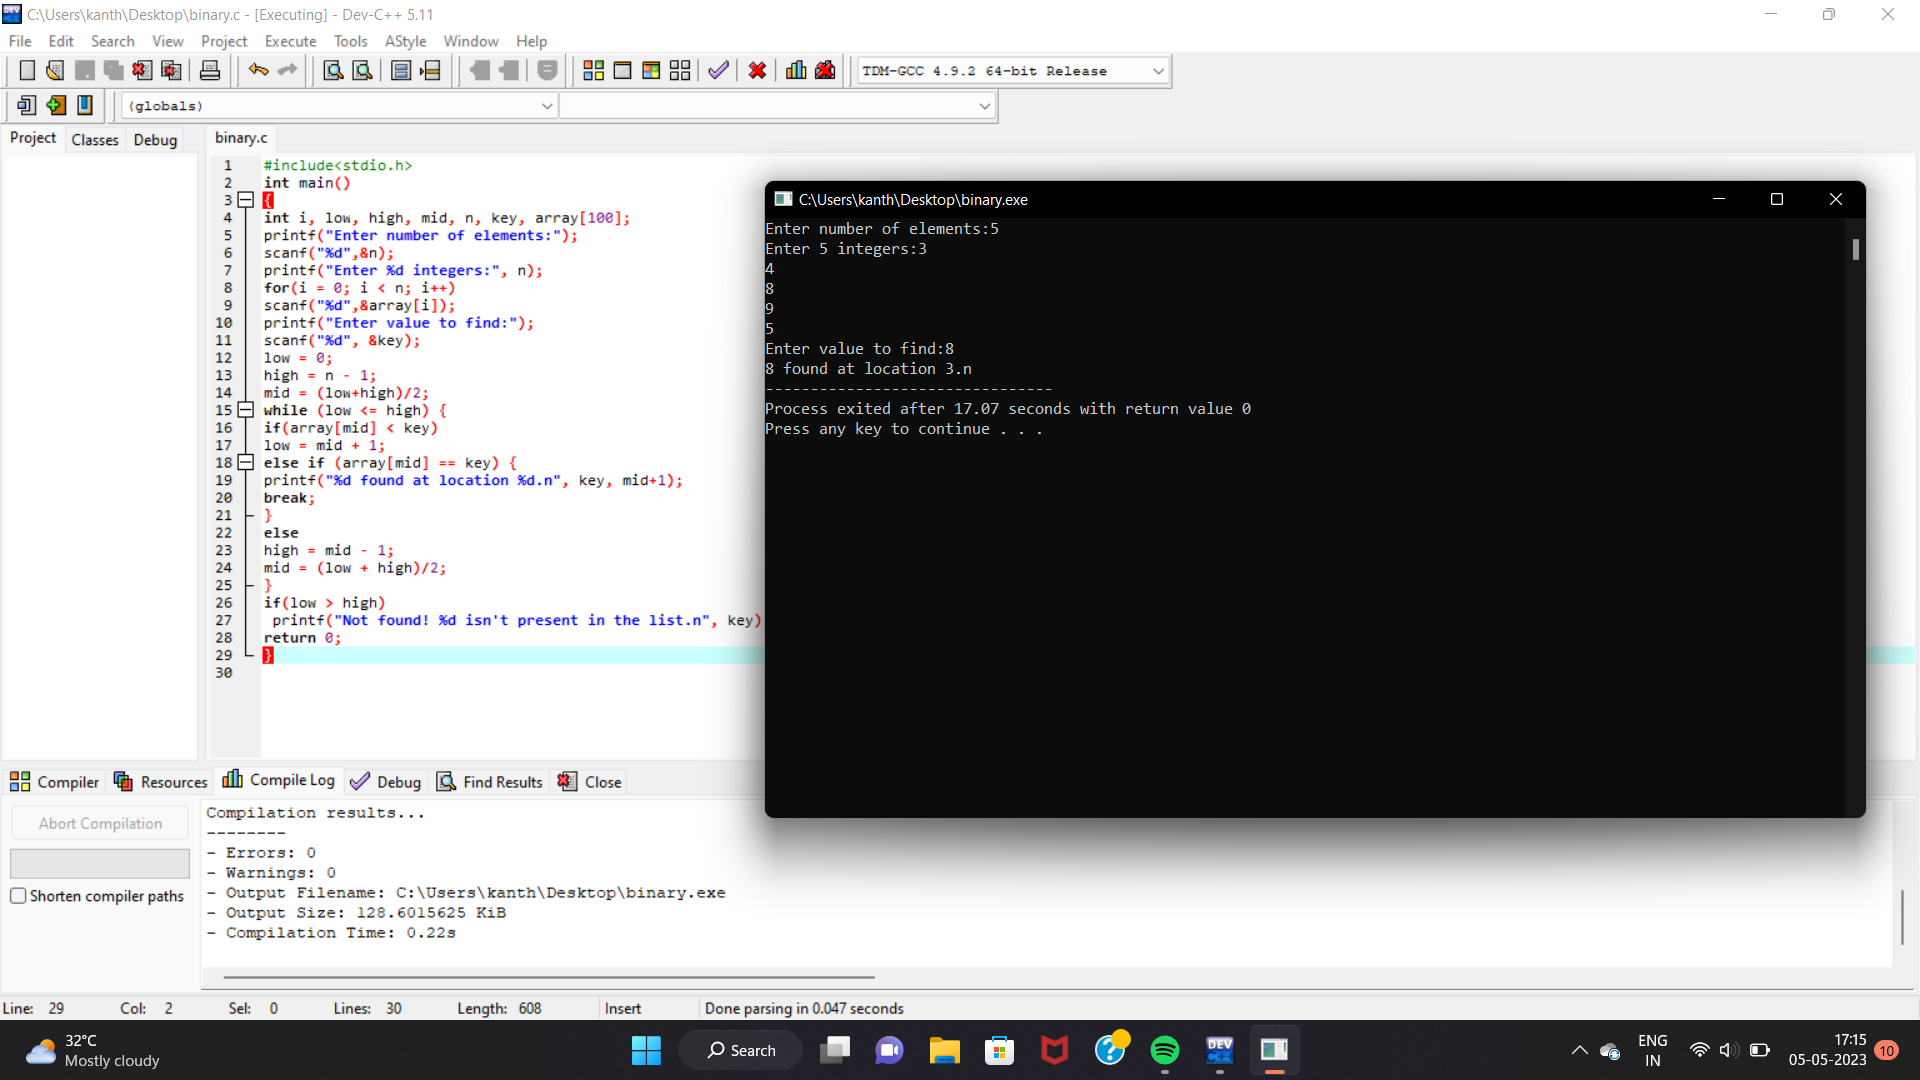 C:\Users\kanth\Desktop\binary.c - [Executing] - Dev-C++ 5.11
File Edit Search View Project Execute Tools AStyle Window Help
TDM-GCC 4.9.2 64-bit Release
(globals)
Project Classes Debug
binary.c
1 #include<stdio.h>
2 int main()
3 {
4 int i, low, high, mid, n, key, array[100];
5 printf("Enter number of elements:");
6 scanf("%d",&n);
7 printf("Enter %d integers:", n);
8 for(i = 0; i < n; i++)
9 scanf("%d",&array[i]);
10 printf("Enter value to find:");
11 scanf("%d", &key);
12 low = 0;
13 high = n - 1;
14 mid = (low+high)/2;
15 while (low <= high) {
16 if(array[mid] < key)
17 low = mid + 1;
18 else if (array[mid] == key) {
19 printf("%d found at location %d.n", key, mid+1);
20 break;
21 }
22 else
23 high = mid - 1;
24 mid = (low + high)/2;
25 }
26 if(low > high)
27 printf("Not found! %d isn't present in the list.n", key)
28 return 0;
29 }
30
C:\Users\kanth\Desktop\binary.exe
Enter number of elements:5
Enter 5 integers:3
4
8
9
5
Enter value to find:8
8 found at location 3.n
--------------------------------
Process exited after 17.07 seconds with return value 0
Press any key to continue . . .
Compiler Resources Compile Log Debug Find Results Close
Abort Compilation
Shorten compiler paths
Compilation results...
--------
- Errors: 0
- Warnings: 0
- Output Filename: C:\Users\kanth\Desktop\binary.exe
- Output Size: 128.6015625 KiB
- Compilation Time: 0.22s
Line: 29 Col: 2 Sel: 0 Lines: 30 Length: 608 Insert Done parsing in 0.047 seconds
32°C
Mostly cloudy
Search
DEV
C++
ENG
IN
17:15
05-05-2023
10